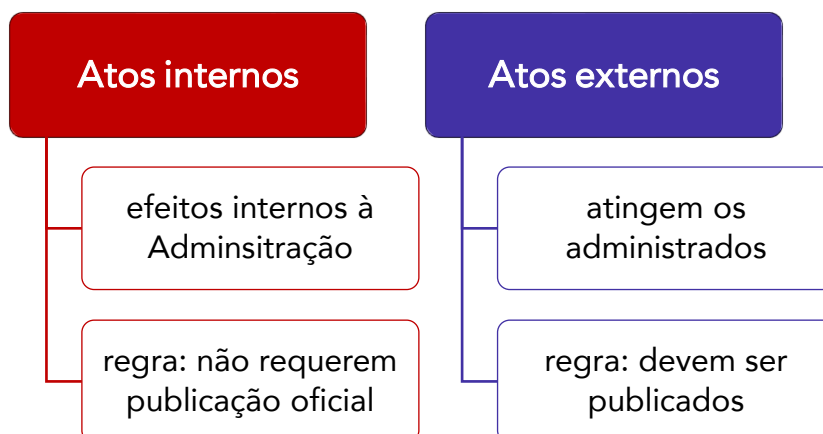 Atos internos
efeitos internos à
Adminsitração
regra: não requerem
publicação oficial
Atos externos
atingem os
administrados
regra: devem ser
publicados